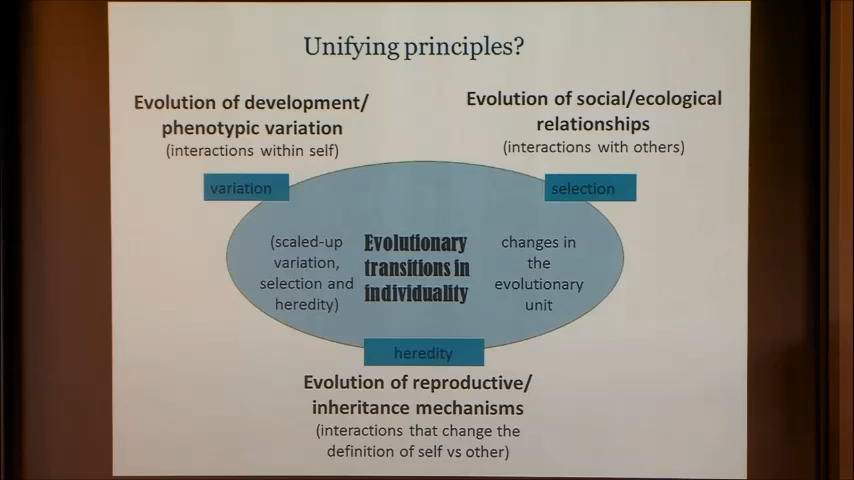 Unifying principles?
Evolution of development/
phenotypic variation
(interactions within self)
Evolution of social/ecological
relationships
(interactions with others)
variation
selection
(scaled-up
variation,
selection and
heredity)
Evolutionary
transitions in
individuality
changes in
the
evolutionary
unit
heredity
Evolution of reproductive/
inheritance mechanisms
(interactions that change the
definition of self vs other)